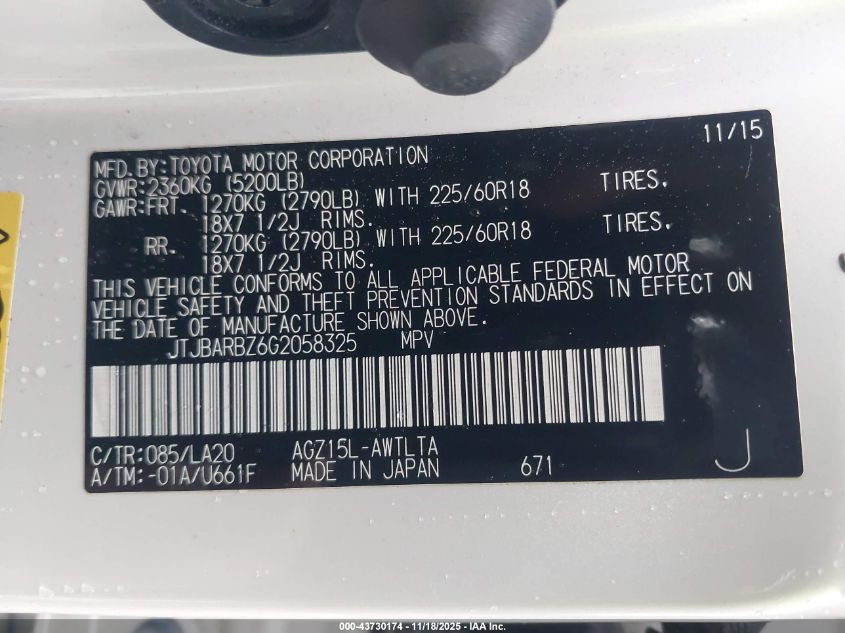 11/15
MFD. BY: TOYOTA MOTOR CORPORATION
GVWR: 2360KG (5200LB)
GAWR: FRT. 1270KG (2790LB) WITH 225/60R18 TIRES.
18X7 1/2J RIMS.
RR. 1270KG (2790LB) WITH 225/60R18 TIRES.
18X7 1/2J RIMS.
THIS VEHICLE CONFORMS TO ALL APPLICABLE FEDERAL MOTOR
VEHICLE SAFETY AND THEFT PREVENTION STANDARDS IN EFFECT ON
THE DATE OF MANUFACTURE SHOWN ABOVE.
JTJBARBZ6G2058325 MPV
C/TR: 085/LA20 AGZ15L-AWTLTA
A/TM: -01A/U661F MADE IN JAPAN 671 J
000-43730174 - 11/18/2025 - IAA Inc.